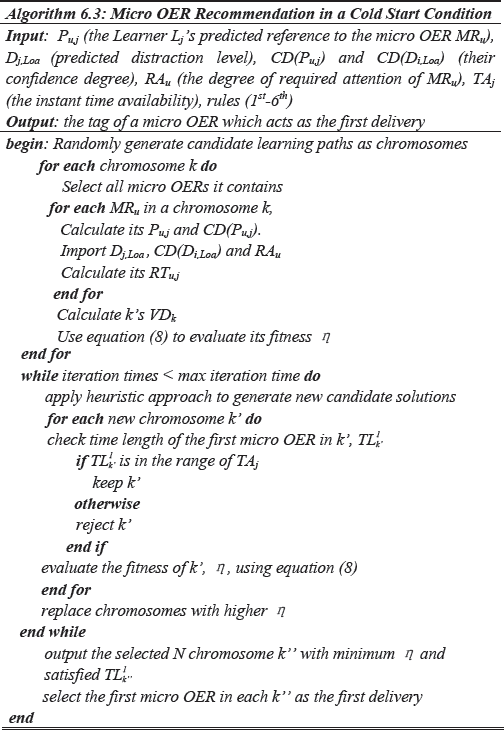 Algorithm 6.3: Micro OER Recommendation in a Cold Start Condition
Input: Pu,j (the Learner Lj's predicted reference to the micro OER MRu),
Dj,Loa (predicted distraction level), CD(Pu,j) and CD(Di,Loa) (their
confidence degree), RAu (the degree of required attention of MRu), TAj
(the instant time availability), rules (1st-6th)
Output: the tag of a micro OER which acts as the first delivery
begin: Randomly generate candidate learning paths as chromosomes
for each chromosome k do
Select all micro OERs it contains
for each MRu in a chromosome k,
Calculate its Pu,j and CD(Pu,j).
Import Dj,Loa , CD(Di,Loa) and RAu
Calculate its RTu,j
end for
Calculate k's VDk
Use equation (8) to evaluate its fitness η
end for
while iteration times < max iteration time do
apply heuristic approach to generate new candidate solutions
for each new chromosome k' do
check time length of the first micro OER in k', TL1k'
if TL1k' is in the range of TAj
keep k'
otherwise
reject k'
end if
evaluate the fitness of k', η, using equation (8)
end for
replace chromosomes with higher η
end while
output the selected N chromosome k'' with minimum η and
satisfied TL1k''
select the first micro OER in each k'' as the first delivery
end